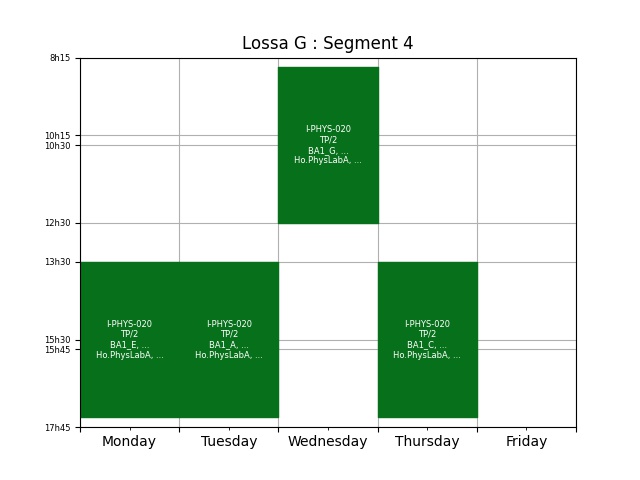 Lossa G : Segment 4
8h15
10h15
10h30
12h30
13h30
15h30
15h45
17h45
I-PHYS-020
TP/2
BA1_G, ...
Ho.PhysLabA, ...
I-PHYS-020
TP/2
BA1_E, ...
Ho.PhysLabA, ...
I-PHYS-020
TP/2
BA1_A, ...
Ho.PhysLabA, ...
I-PHYS-020
TP/2
BA1_C, ...
Ho.PhysLabA, ...
Monday
Tuesday
Wednesday
Thursday
Friday